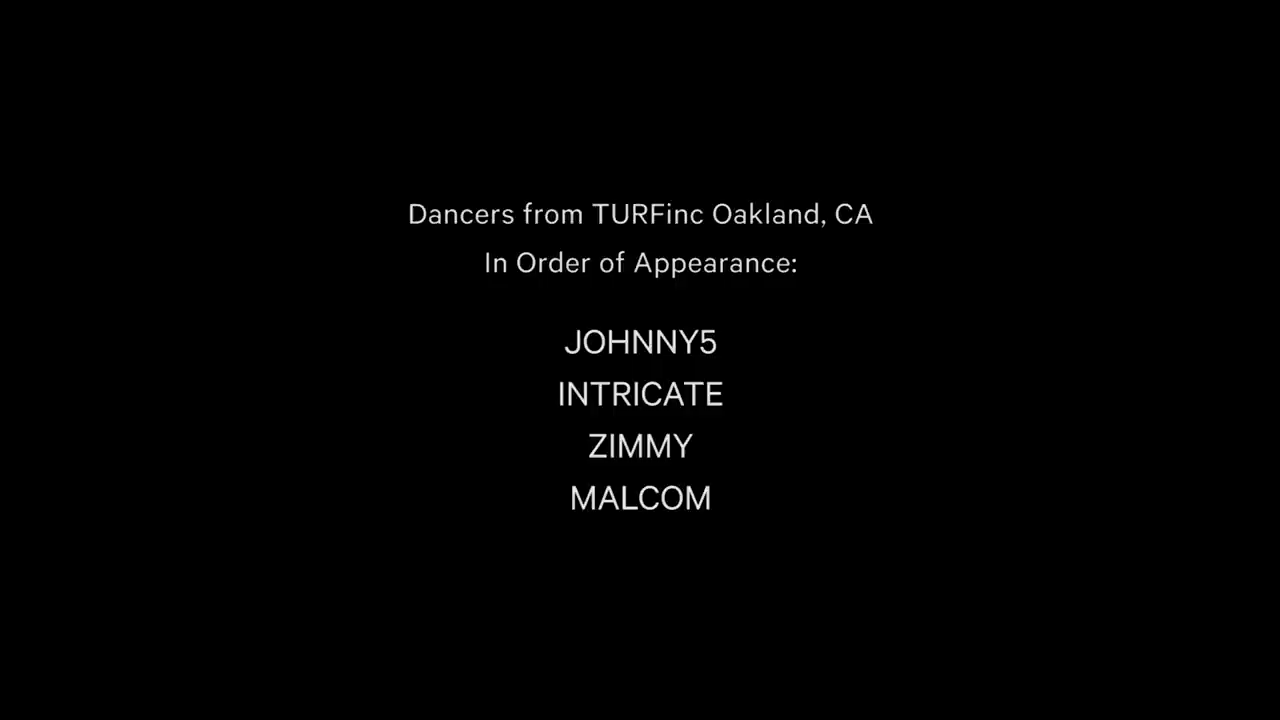 Dancers from TURFinc Oakland, CA
In Order of Appearance:
JOHNNY5
INTRICATE
ZIMMY
MALCOM